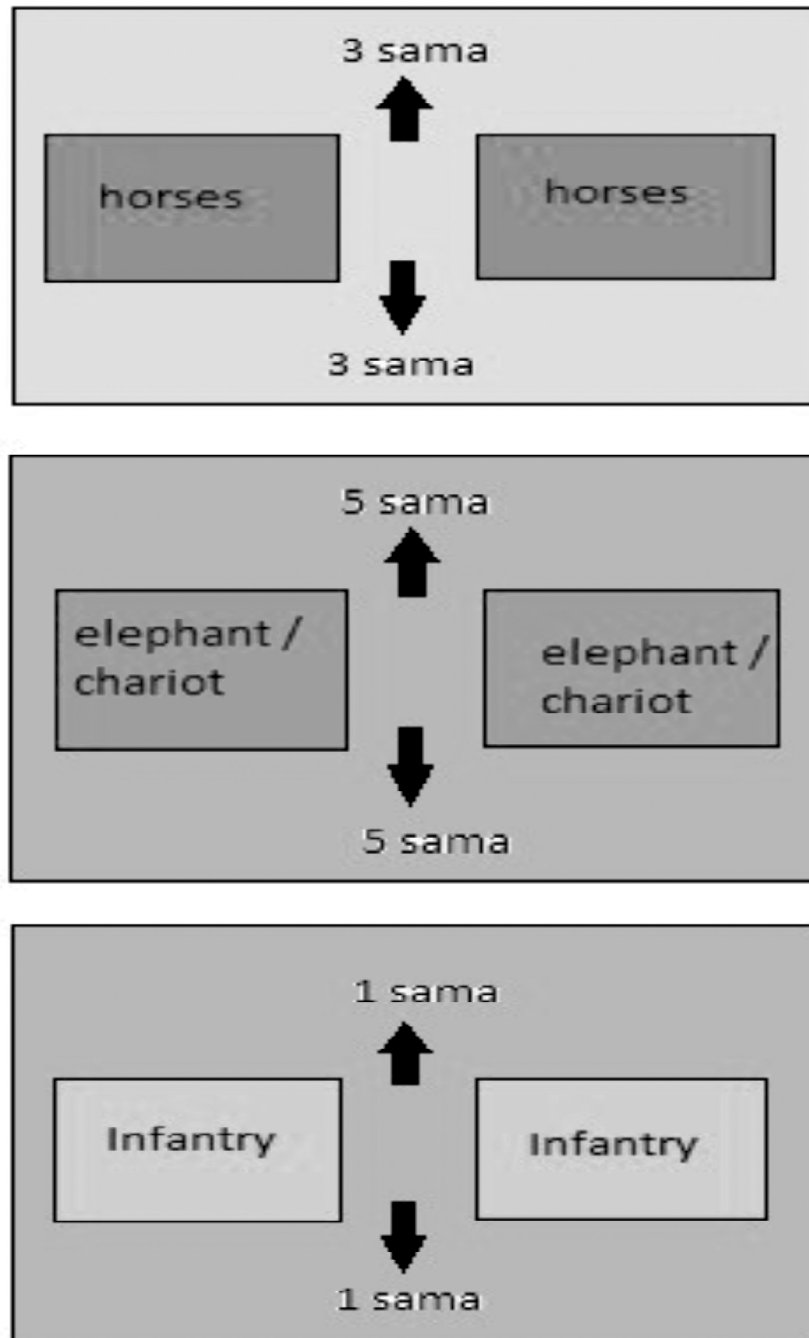 3 sama
horses
horses
3 sama
5 sama
elephant /
chariot
elephant /
chariot
5 sama
1 sama
Infantry
Infantry
1 sama